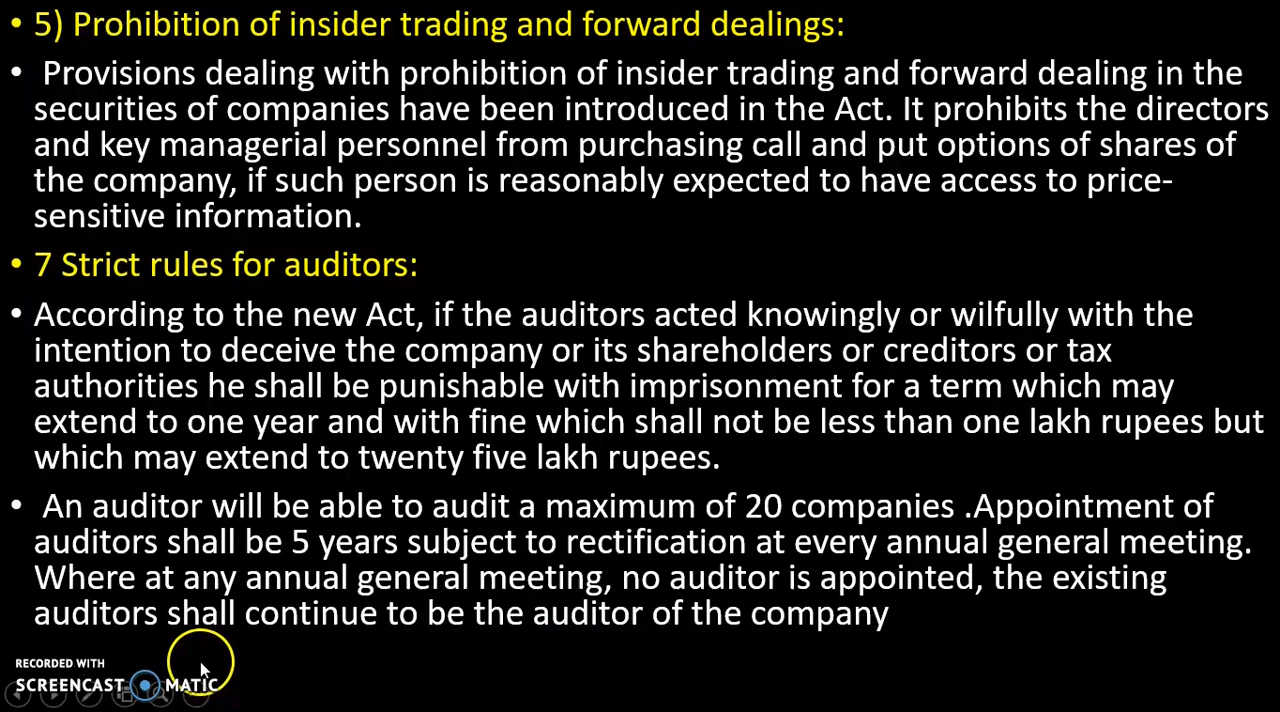 • 5) Prohibition of insider trading and forward dealings:
• Provisions dealing with prohibition of insider trading and forward dealing in the
securities of companies have been introduced in the Act. It prohibits the directors
and key managerial personnel from purchasing call and put options of shares of
the company, if such person is reasonably expected to have access to price-
sensitive information.
• 7 Strict rules for auditors:
• According to the new Act, if the auditors acted knowingly or wilfully with the
intention to deceive the company or its shareholders or creditors or tax
authorities he shall be punishable with imprisonment for a term which may
extend to one year and with fine which shall not be less than one lakh rupees but
which may extend to twenty five lakh rupees.
• An auditor will be able to audit a maximum of 20 companies .Appointment of
auditors shall be 5 years subject to rectification at every annual general meeting.
Where at any annual general meeting, no auditor is appointed, the existing
auditors shall continue to be the auditor of the company
RECORDED WITH
SCREENCAST MATIC